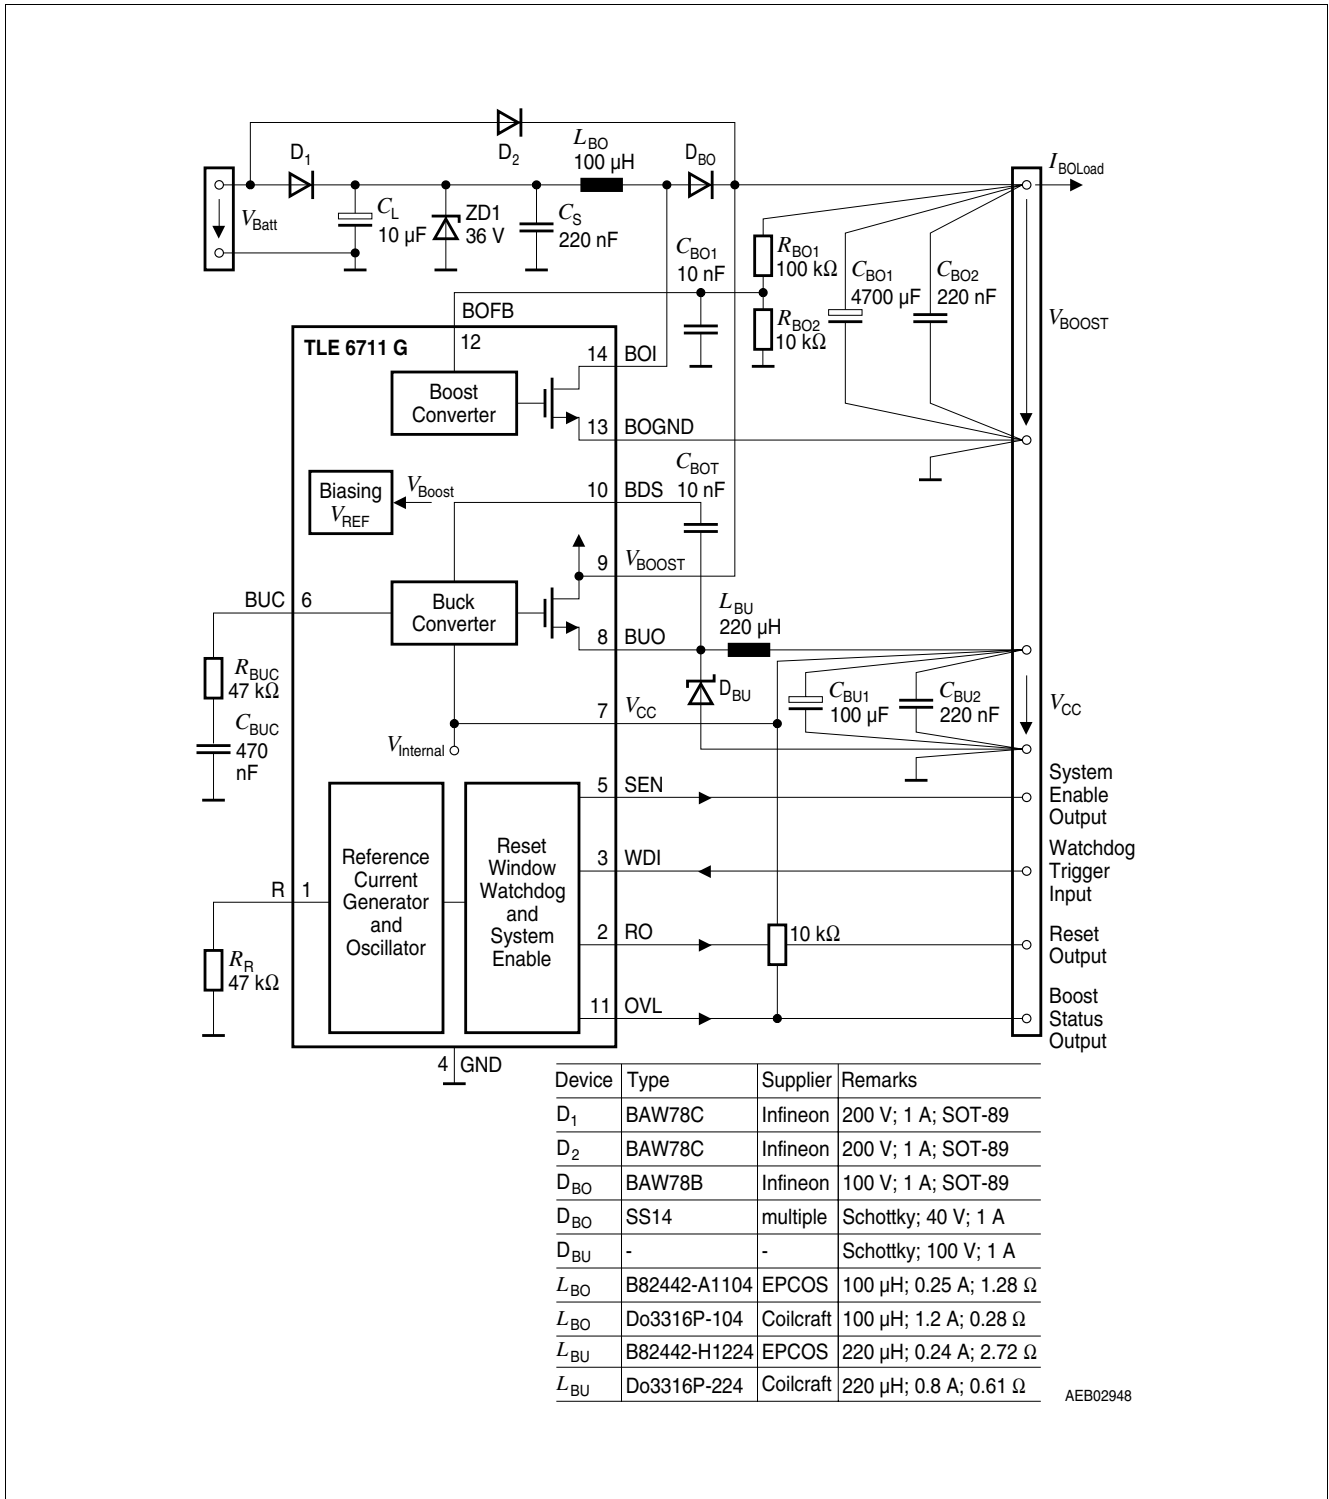 D1
D2
LBO
100 µH
DBO
IBOLoad
VBatt
CL
10 µF
ZD1
36 V
CS
220 nF
CBO1
10 nF
RBO1
100 kΩ
CBO1
4700 µF
CBO2
220 nF
RBO2
10 kΩ
VBOOST
BOFB
TLE 6711 G
12
14 BOI
Boost
Converter
13 BOGND
CBOT
10 nF
Biasing
VREF
VBoost
10 BDS
9 VBOOST
BUC 6
Buck
Converter
LBU
220 µH
8 BUO
RBUC
47 kΩ
DBU
CBU1
100 µF
CBU2
220 nF
VCC
7 VCC
CBUC
470
nF
VInternal
5 SEN
System
Enable
Output
Reference
Current
Generator
and
Oscillator
Reset
Window
Watchdog
and
System
Enable
3 WDI
Watchdog
Trigger
Input
R 1
2 RO
10 kΩ
Reset
Output
RR
47 kΩ
11 OVL
Boost
Status
Output
4 GND
Device Type Supplier Remarks
D1 BAW78C Infineon 200 V; 1 A; SOT-89
D2 BAW78C Infineon 200 V; 1 A; SOT-89
DBO BAW78B Infineon 100 V; 1 A; SOT-89
DBO SS14 multiple Schottky; 40 V; 1 A
DBU - - Schottky; 100 V; 1 A
LBO B82442-A1104 EPCOS 100 µH; 0.25 A; 1.28 Ω
LBO Do3316P-104 Coilcraft 100 µH; 1.2 A; 0.28 Ω
LBU B82442-H1224 EPCOS 220 µH; 0.24 A; 2.72 Ω
LBU Do3316P-224 Coilcraft 220 µH; 0.8 A; 0.61 Ω
AEB02948